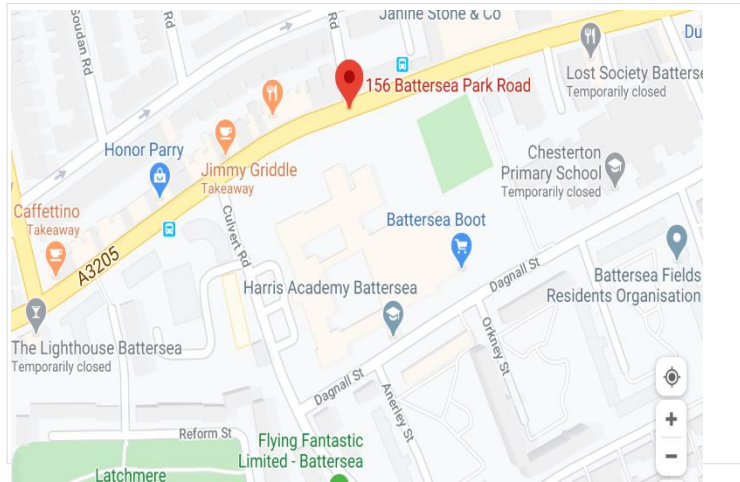 Janine Stone & Co
Soudan Rd
Rd
Rd
Du
156 Battersea Park Road
Lost Society Batterse
Temporarily closed
Honor Parry
Jimmy Griddle
Takeaway
Chesterton
Primary School
Temporarily closed
Caffettino
Takeaway
Culvert Rd
Battersea Boot
A3205
Harris Academy Battersea
Dagnall St
Battersea Fields
Residents Organisation
Orkney St
The Lighthouse Battersea
Temporarily closed
Dagnall St
Anerley St
Reform St
Flying Fantastic
Limited - Battersea
Latchmere
+
−